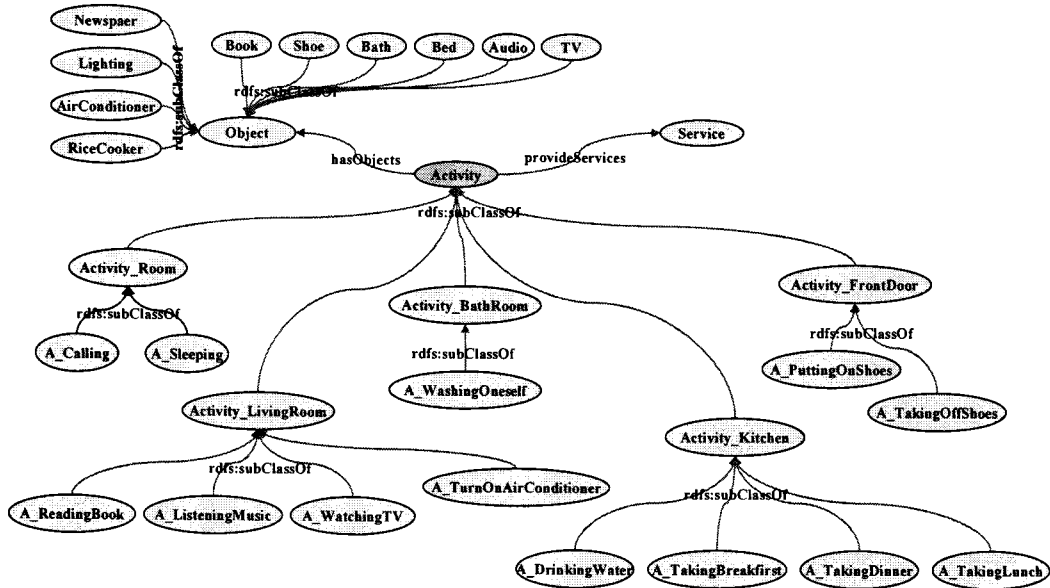 Newspaer
Book
Shoe
Bath
Bed
Audio
TV
Lighting
rdfs:subClassOf
rdfs:subClassOf
AirConditioner
Object
Service
RiceCooker
hasObjects
provideServices
Activity
rdfs:subClassOf
Activity_Room
Activity_FrontDoor
Activity_BathRoom
rdfs:subClassOf
rdfs:subClassOf
A_Calling
A_Sleeping
rdfs:subClassOf
A_PuttingOnShoes
A_WashingOneself
Activity_LivingRoom
A_TakingOffShoes
Activity_Kitchen
rdfs:subClassOf
A_TurnOnAirConditioner
rdfs:subClassOf
A_ReadingBook
A_ListeningMusic
A_WatchingTV
A_DrinkingWater
A_TakingBreakfirst
A_TakingDinner
A_TakingLunch